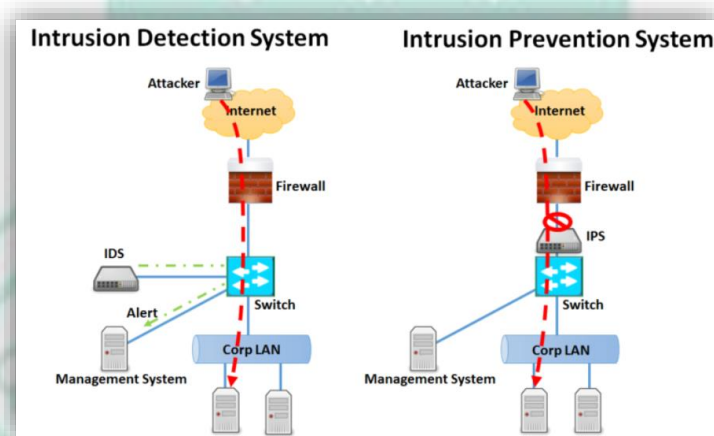 Intrusion Detection System
Attacker
Internet
Firewall
IDS
Switch
Alert
Corp LAN
Management System
Intrusion Prevention System
Attacker
Internet
Firewall
IPS
Switch
Corp LAN
Management System